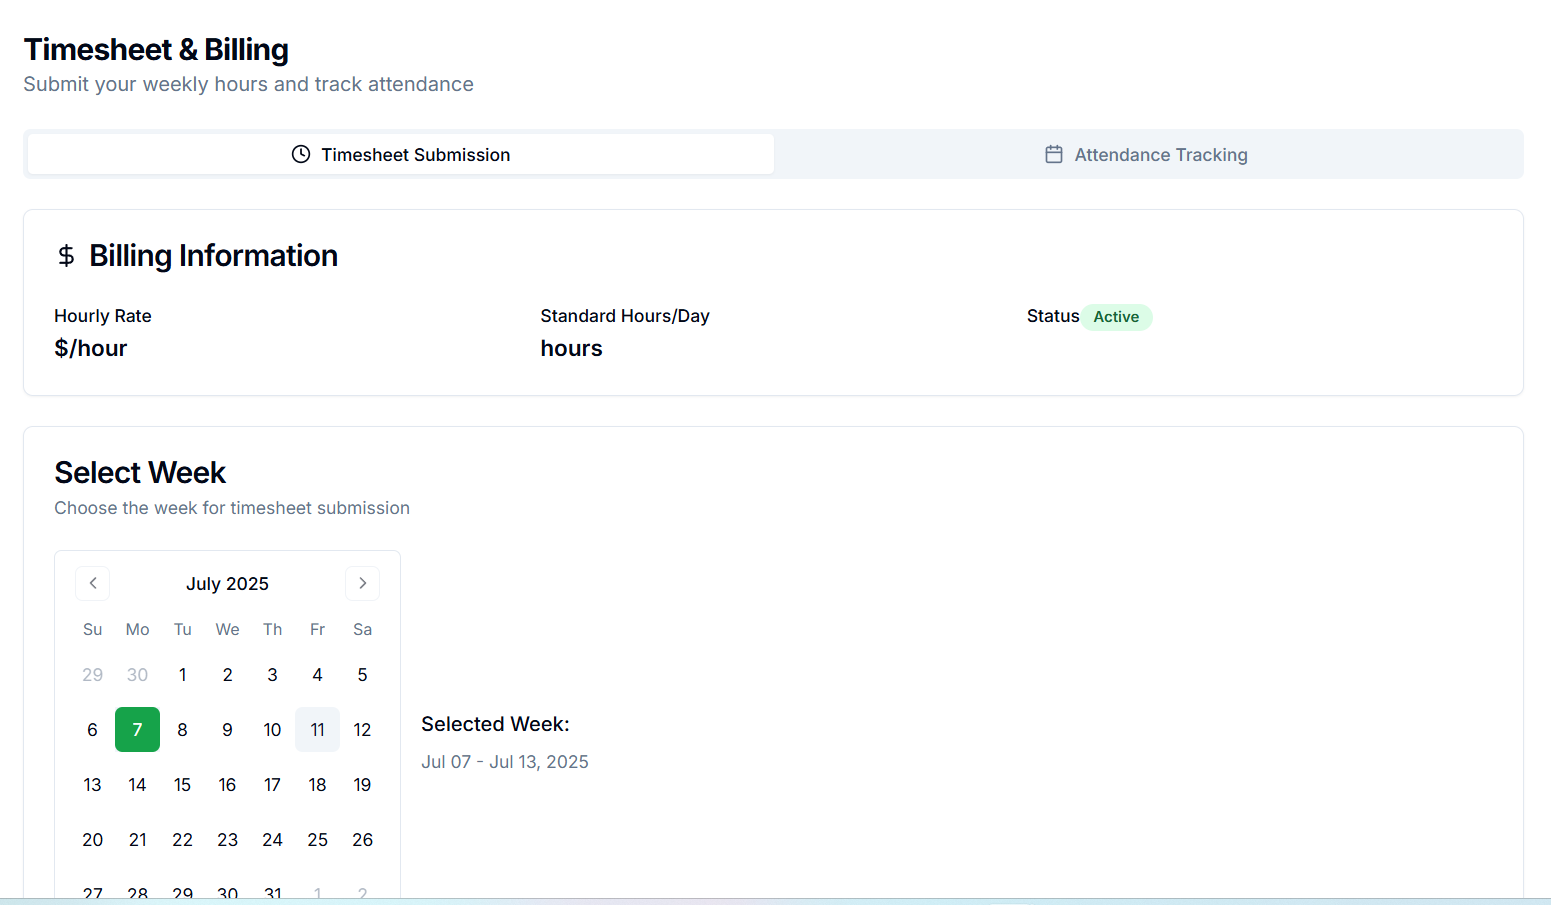 Timesheet & Billing
Submit your weekly hours and track attendance
Timesheet Submission
Attendance Tracking
$ Billing Information
Hourly Rate
$/hour
Standard Hours/Day
hours
Status Active
Select Week
Choose the week for timesheet submission
July 2025
Su Mo Tu We Th Fr Sa
29 30 1 2 3 4 5
6 7 8 9 10 11 12
13 14 15 16 17 18 19
20 21 22 23 24 25 26
27 28 29 30 31 1 2
Selected Week:
Jul 07 - Jul 13, 2025